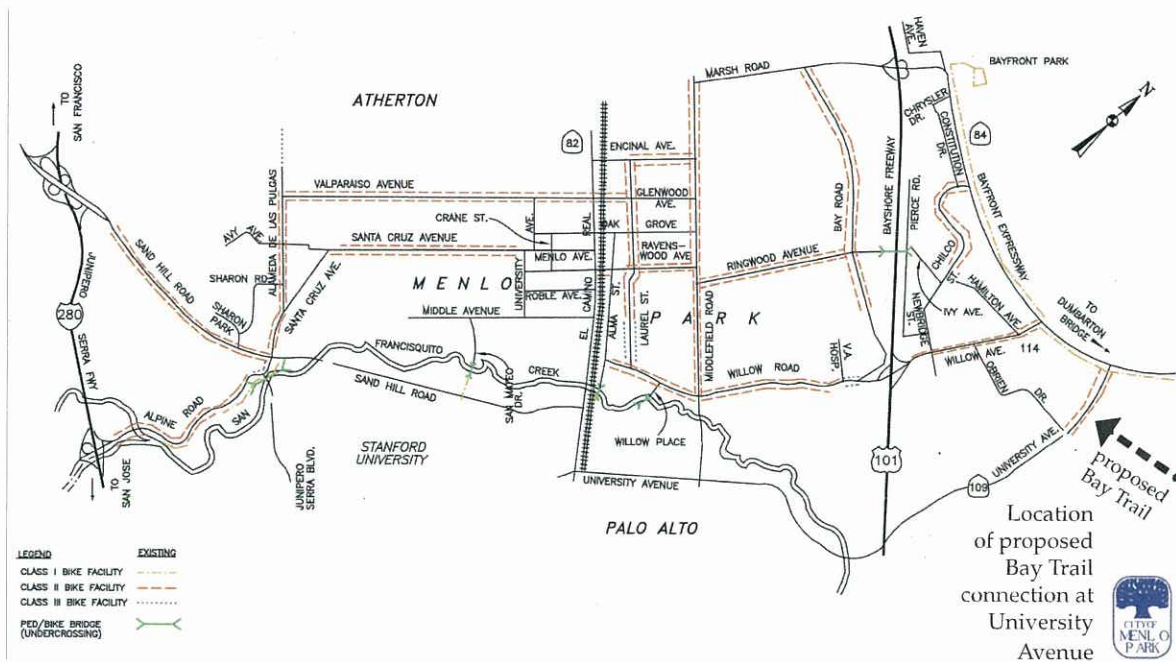 TO
SAN FRANCISCO
ATHERTON
82
ENCINAL AVE.
MARSH ROAD
HAVEN
AVE.
BAYFRONT PARK
CHRYSLER
DR.
CONSTITUTION
DR.
84
N
VALPARAISO AVENUE
GLENWOOD
AVE.
CRANE ST.
AVE.
REAL
OAK GROVE
AVY AVE
SANTA CRUZ AVENUE
MENLO AVE.
RAVENS-
WOOD AVE
ALAMEDA DE LAS PULGAS
SAND HILL ROAD
SHARON RD.
SHARON
PARK
SANTA CRUZ AVE.
MENLO
UNIVERSITY
ROBLE AVE.
MIDDLE AVENUE
EL CAMINO
ALMA ST.
LAUREL ST.
PARK
MIDDLEFIELD ROAD
RINGWOOD AVENUE
BAY ROAD
BAYSHORE FREEWAY
PIERCE RD.
CHILCO
ST.
BAYFRONT EXPRESSWAY
HAMILTON AVE.
IVY AVE.
NEWBRIDGE
ST.
TO
DUMBARTON
BRIDGE
JUNIPERO
280
SERRA FWY
FRANCISQUITO
CREEK
SAND HILL ROAD
SAN MATEO
DR.
WILLOW ROAD
V.A.
HOSP.
WILLOW AVE.
114
OBRIEN
DR.
ALPINE ROAD
SAN
STANFORD
UNIVERSITY
WILLOW PLACE
UNIVERSITY AVENUE
101
UNIVERSITY AVE.
109
TO
SAN JOSE
JUNIPERO
SERRA BLVD.
PALO ALTO
proposed
Bay Trail
Location
of proposed
Bay Trail
connection at
University
Avenue
LEGEND EXISTING
CLASS I BIKE FACILITY
CLASS II BIKE FACILITY
CLASS III BIKE FACILITY
PED/BIKE BRIDGE
(UNDERCROSSING)
CITY OF
MENLO
PARK